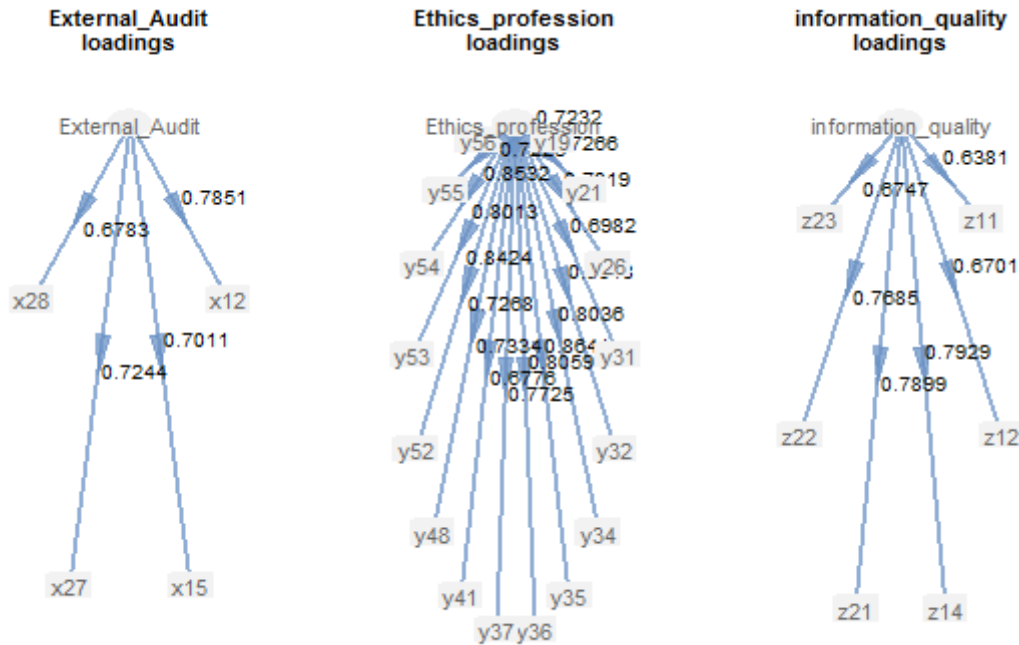 External_Audit
loadings
External_Audit
0.7851
0.6783
x28
x12
0.7011
0.7244
x27
x15
Ethics_profession
loadings
0.7232
Ethics_profession
y56
y19
7266
0.8532
y55
y21
0.8013
0.6982
y54
0.8424
y26
0.7268
0.8036
y53
0.7334
y31
0.8059
0.6776
0.7725
y52
y32
y48
y34
y41
y35
y37
y36
information_quality
loadings
information_quality
0.6381
0.6747
z23
z11
0.6701
0.7685
0.7929
0.7899
z22
z12
z21
z14